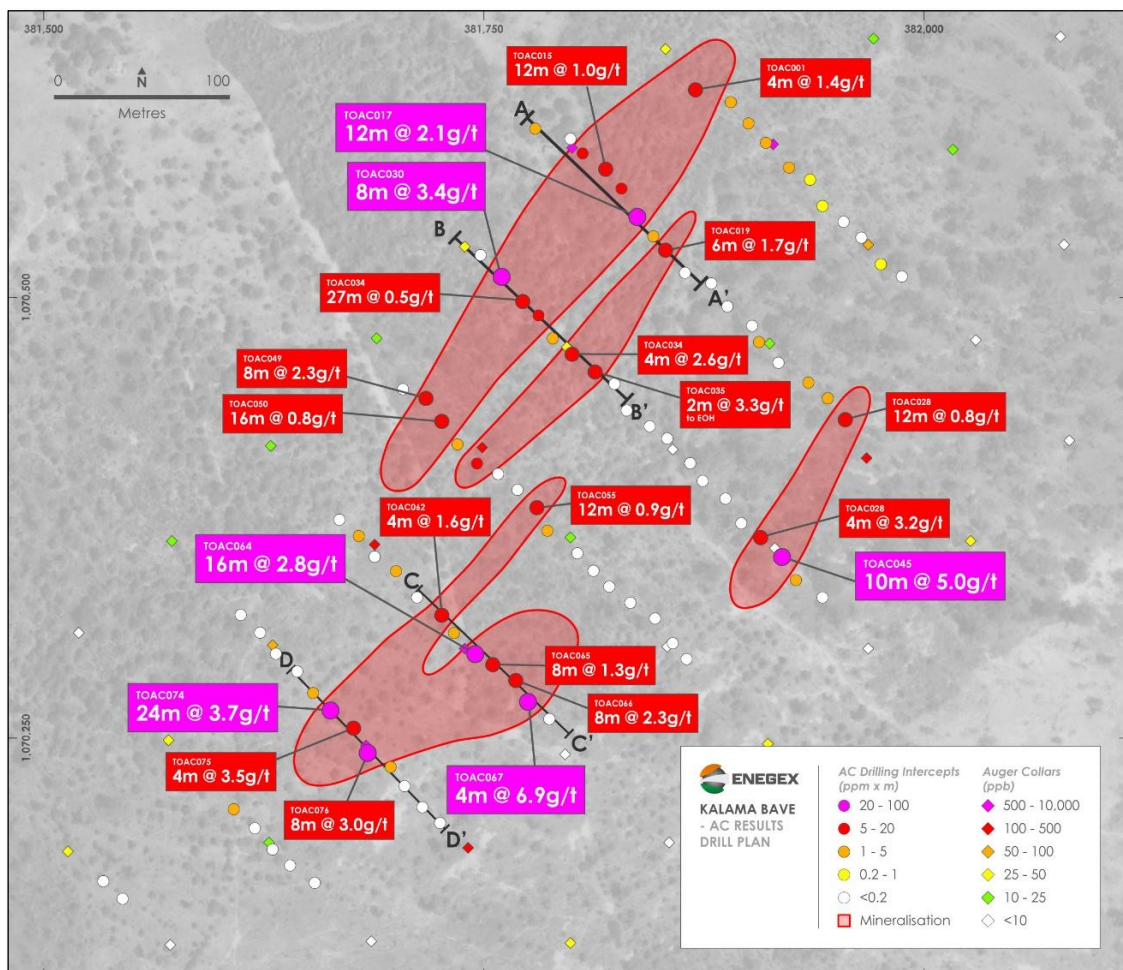 381,500
381,750
382,000
0
100
N
Metres
TOAC015
12m @ 1.0g/t
TOAC001
4m @ 1.4g/t
A
TOAC017
12m @ 2.1g/t
TOAC030
8m @ 3.4g/t
B
TOAC019
6m @ 1.7g/t
A'
1,070,500
TOAC034
27m @ 0.5g/t
TOAC034
4m @ 2.6g/t
TOAC049
8m @ 2.3g/t
TOAC035
2m @ 3.3g/t
to EOH
TOAC050
16m @ 0.8g/t
B'
TOAC028
12m @ 0.8g/t
TOAC062
4m @ 1.6g/t
TOAC055
12m @ 0.9g/t
TOAC028
4m @ 3.2g/t
TOAC064
16m @ 2.8g/t
C
TOAC045
10m @ 5.0g/t
D
TOAC065
8m @ 1.3g/t
TOAC066
8m @ 2.3g/t
TOAC074
24m @ 3.7g/t
C'
1,070,250
TOAC075
4m @ 3.5g/t
TOAC067
4m @ 6.9g/t
TOAC076
8m @ 3.0g/t
D'
ENEGEX
KALAMA BAVE
- AC RESULTS
DRILL PLAN
AC Drilling Intercepts
(ppm x m)
20 - 100
5 - 20
1 - 5
0.2 - 1
<0.2
Mineralisation
Auger Collars
(ppb)
500 - 10,000
100 - 500
50 - 100
25 - 50
10 - 25
<10